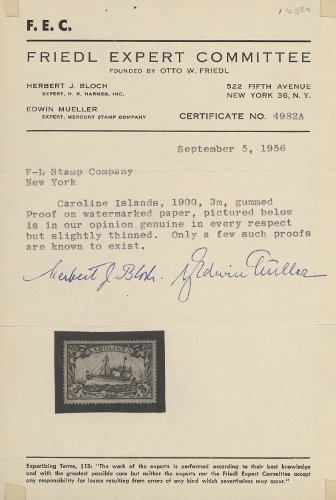 F. E. C.
FRIEDL EXPERT COMMITTEE
FOUNDED BY OTTO W. FRIEDL
HERBERT J. BLOCH
EXPERT, H. R. HARMER, INC.
522 FIFTH AVENUE
NEW YORK 36, N. Y.
EDWIN MUELLER
EXPERT, MERCURY STAMP COMPANY
CERTIFICATE NO. 4982A
September 5, 1956
F-L Stamp Company
New York
Caroline Islands, 1900, 3m, gummed
Proof on watermarked paper, pictured below
is in our opinion genuine in every respect
but slightly thinned. Only a few such proofs
are known to exist.
Herbert J. Bloch. Edwin Müller
KAROLINEN
Expertizing Terms, §13: "The work of the experts is performed according to their best knowledge
and with the greatest possible care but neither the experts nor the Friedl Expert Committee accept
any responsibility for losses resulting from errors of any kind which nevertheless may occur."